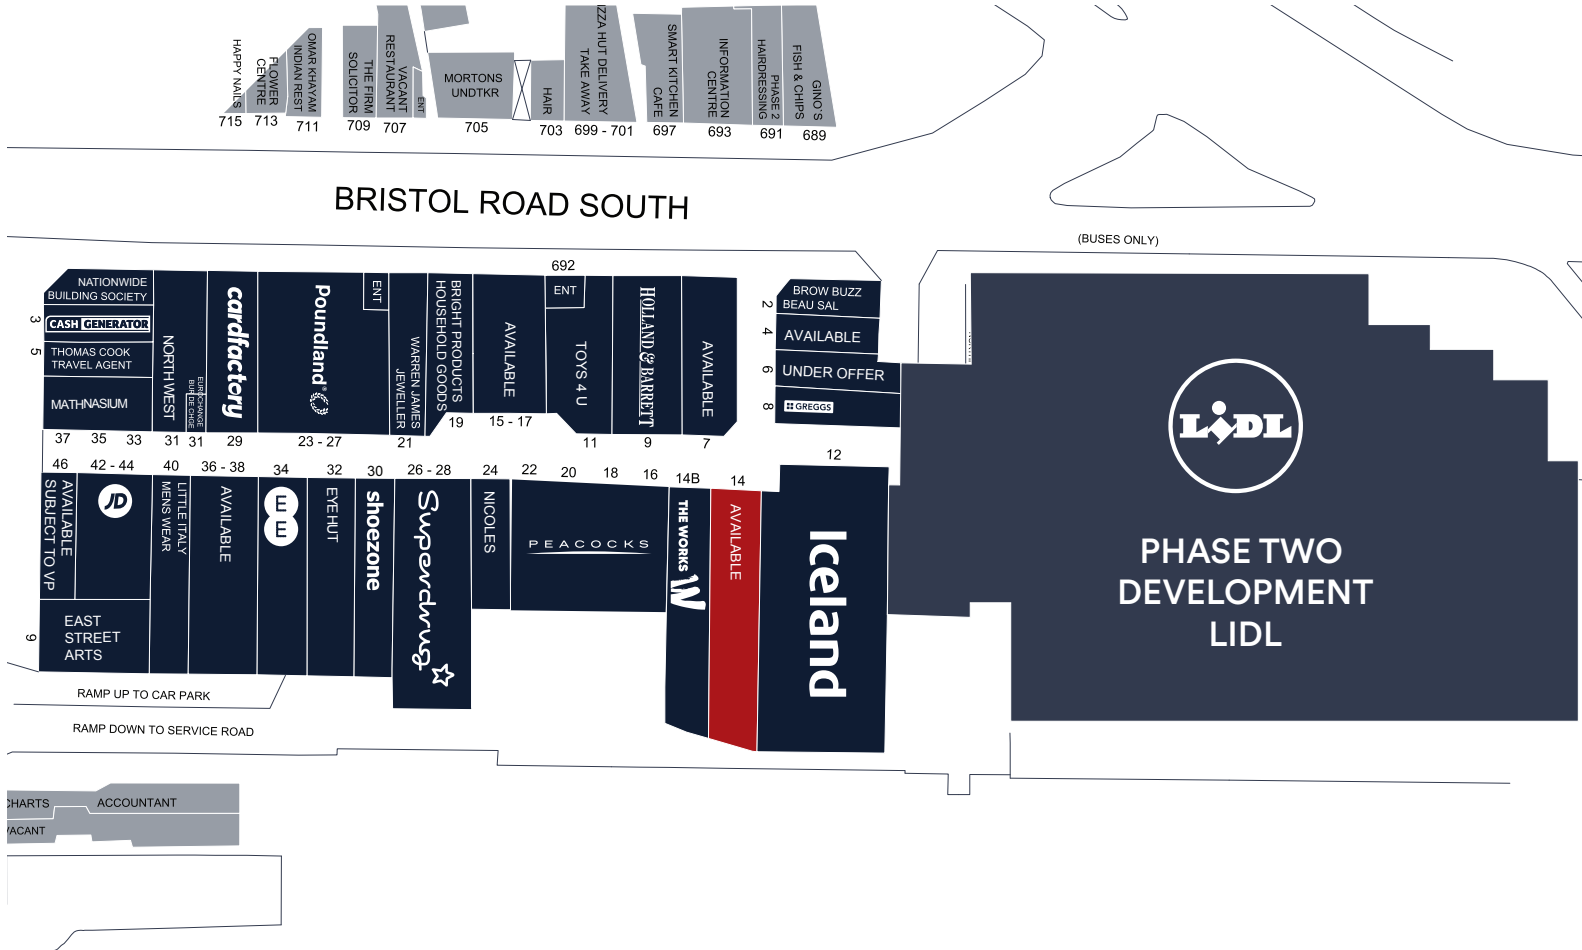 HAPPY NAILS
FLOWER
CENTRE
OMAR KHAYAM
INDIAN REST
THE FIRM
SOLICITOR
VACANT
RESTAURANT
ENT
MORTONS
UNDTKR
HAIR
IZZA HUT DELIVERY
TAKE AWAY
SMART KITCHEN
CAFE
INFORMATION
CENTRE
PHASE 2
HAIRDRESSING
GINO'S
FISH & CHIPS
715
713
711
709
707
705
703
699 - 701
697
693
691
689
BRISTOL ROAD SOUTH
(BUSES ONLY)
692
NATIONWIDE
BUILDING SOCIETY
3
CASH GENERATOR
5
THOMAS COOK
TRAVEL AGENT
MATHNASIUM
NORTHWEST
EUROCHANGE
BUR DE CHGE
cardfactory
Poundland
ENT
WARREN JAMES
JEWELLER
BRIGHT PRODUCTS
HOUSEHOLD GOODS
AVAILABLE
ENT
TOYS 4 U
HOLLAND & BARRETT
AVAILABLE
2
BROW BUZZ
BEAU SAL
4
AVAILABLE
6
UNDER OFFER
8
GREGGS
37
35
33
31
31
29
23 - 27
21
19
15 - 17
11
9
7
46
42 - 44
40
36 - 38
34
32
30
26 - 28
24
22
20
18
16
14B
14
12
AVAILABLE
SUBJECT TO VP
JD
LITTLE ITALY
MENS WEAR
AVAILABLE
EE
EYEHUT
shoezone
Superdrug
NICOLES
PEACOCKS
THE WORKS
W
AVAILABLE
Iceland
9
EAST
STREET
ARTS
LIDL
PHASE TWO
DEVELOPMENT
LIDL
RAMP UP TO CAR PARK
RAMP DOWN TO SERVICE ROAD
CHARTS
ACCOUNTANT
VACANT